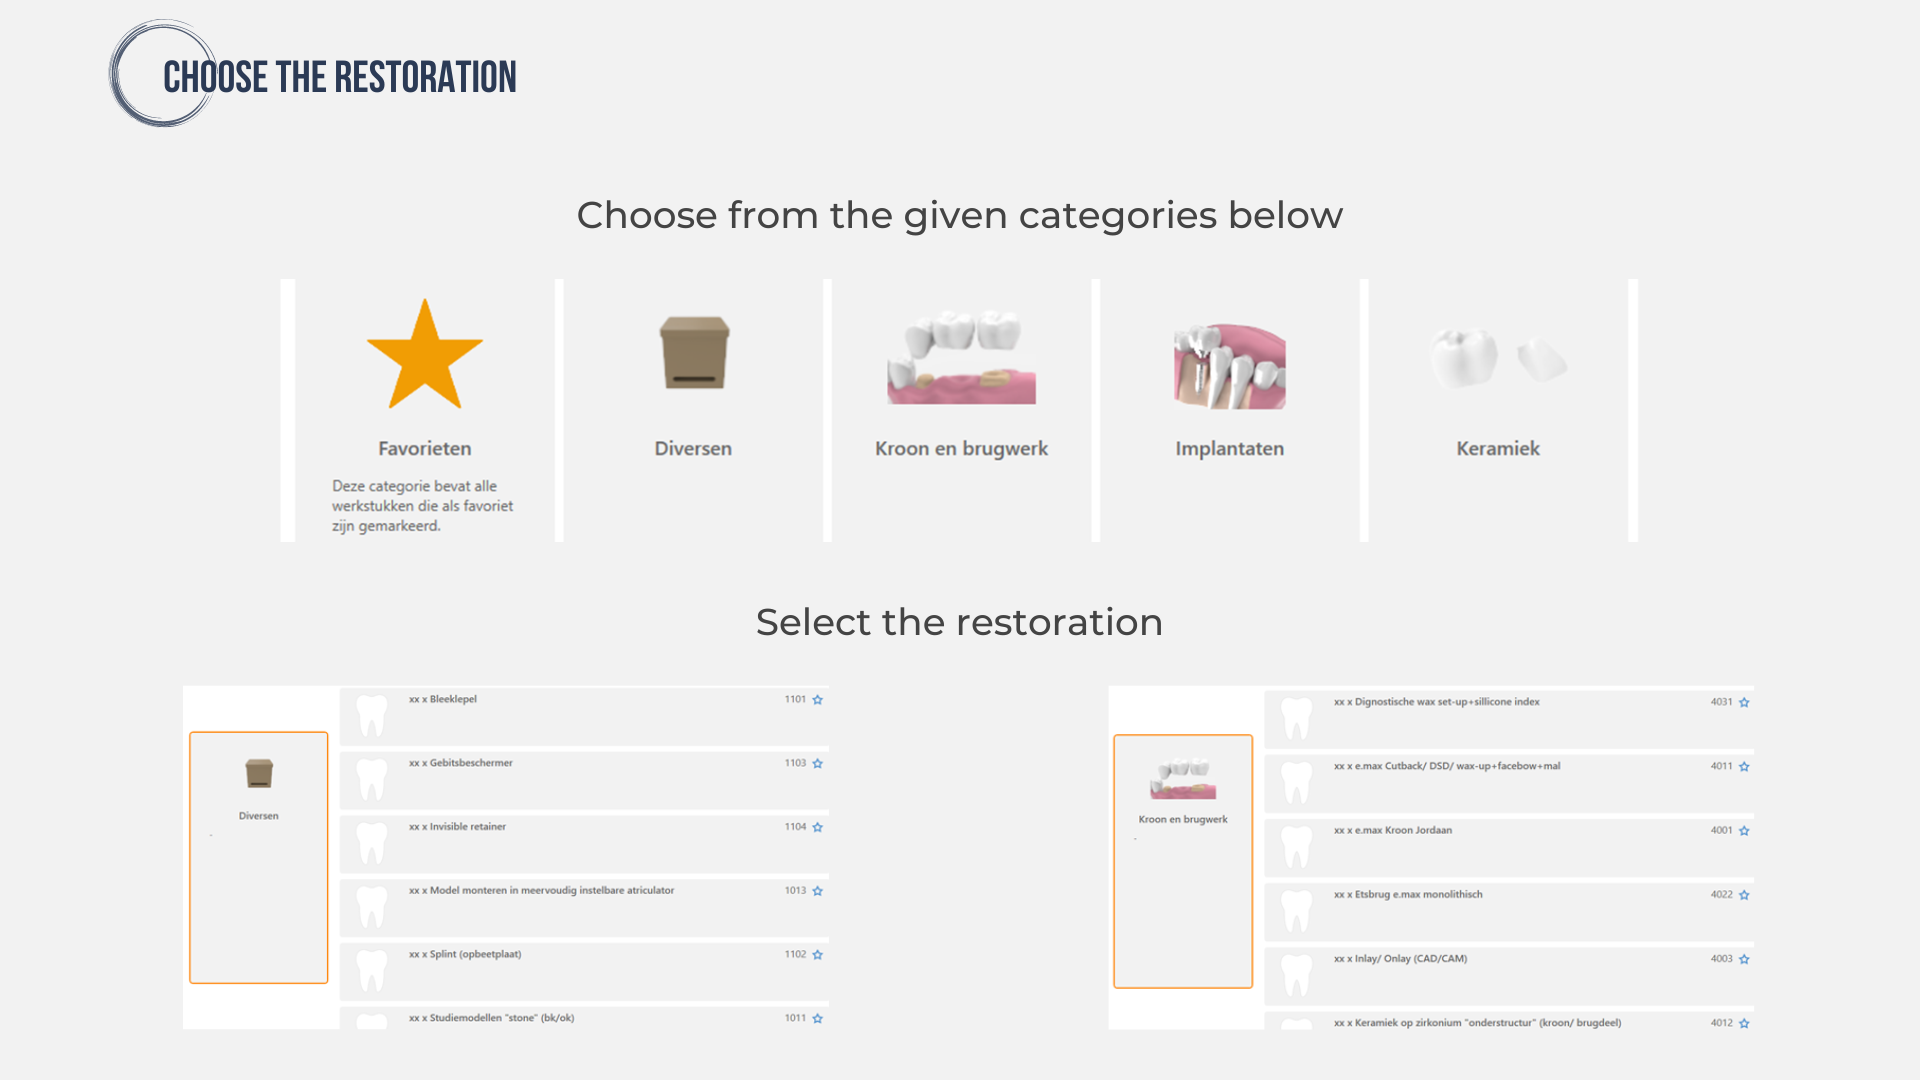 CHOOSE THE RESTORATION
Choose from the given categories below
Favorieten
Deze categorie bevat alle
werkstukken die als favoriet
zijn gemarkeerd.
Diversen
Kroon en brugwerk
Implantaten
Keramiek
Select the restoration
Diversen
-
xx x Bleeklepel 1101
xx x Gebitsbeschermer 1103
xx x Invisible retainer 1104
xx x Model monteren in meervoudig instelbare atriculator 1013
xx x Splint (opbeetplaat) 1102
xx x Studiemodellen "stone" (bk/ok) 1011
Kroon en brugwerk
-
xx x Dignostische wax set-up+sillicone index 4031
xx x e.max Cutback/ DSD/ wax-up+facebow+mal 4011
xx x e.max Kroon Jordaan 4001
xx x Etsbrug e.max monolithisch 4022
xx x Inlay/ Onlay (CAD/CAM) 4003
xx x Keramiek op zirkonium "onderstructur" (kroon/ brugdeel) 4012